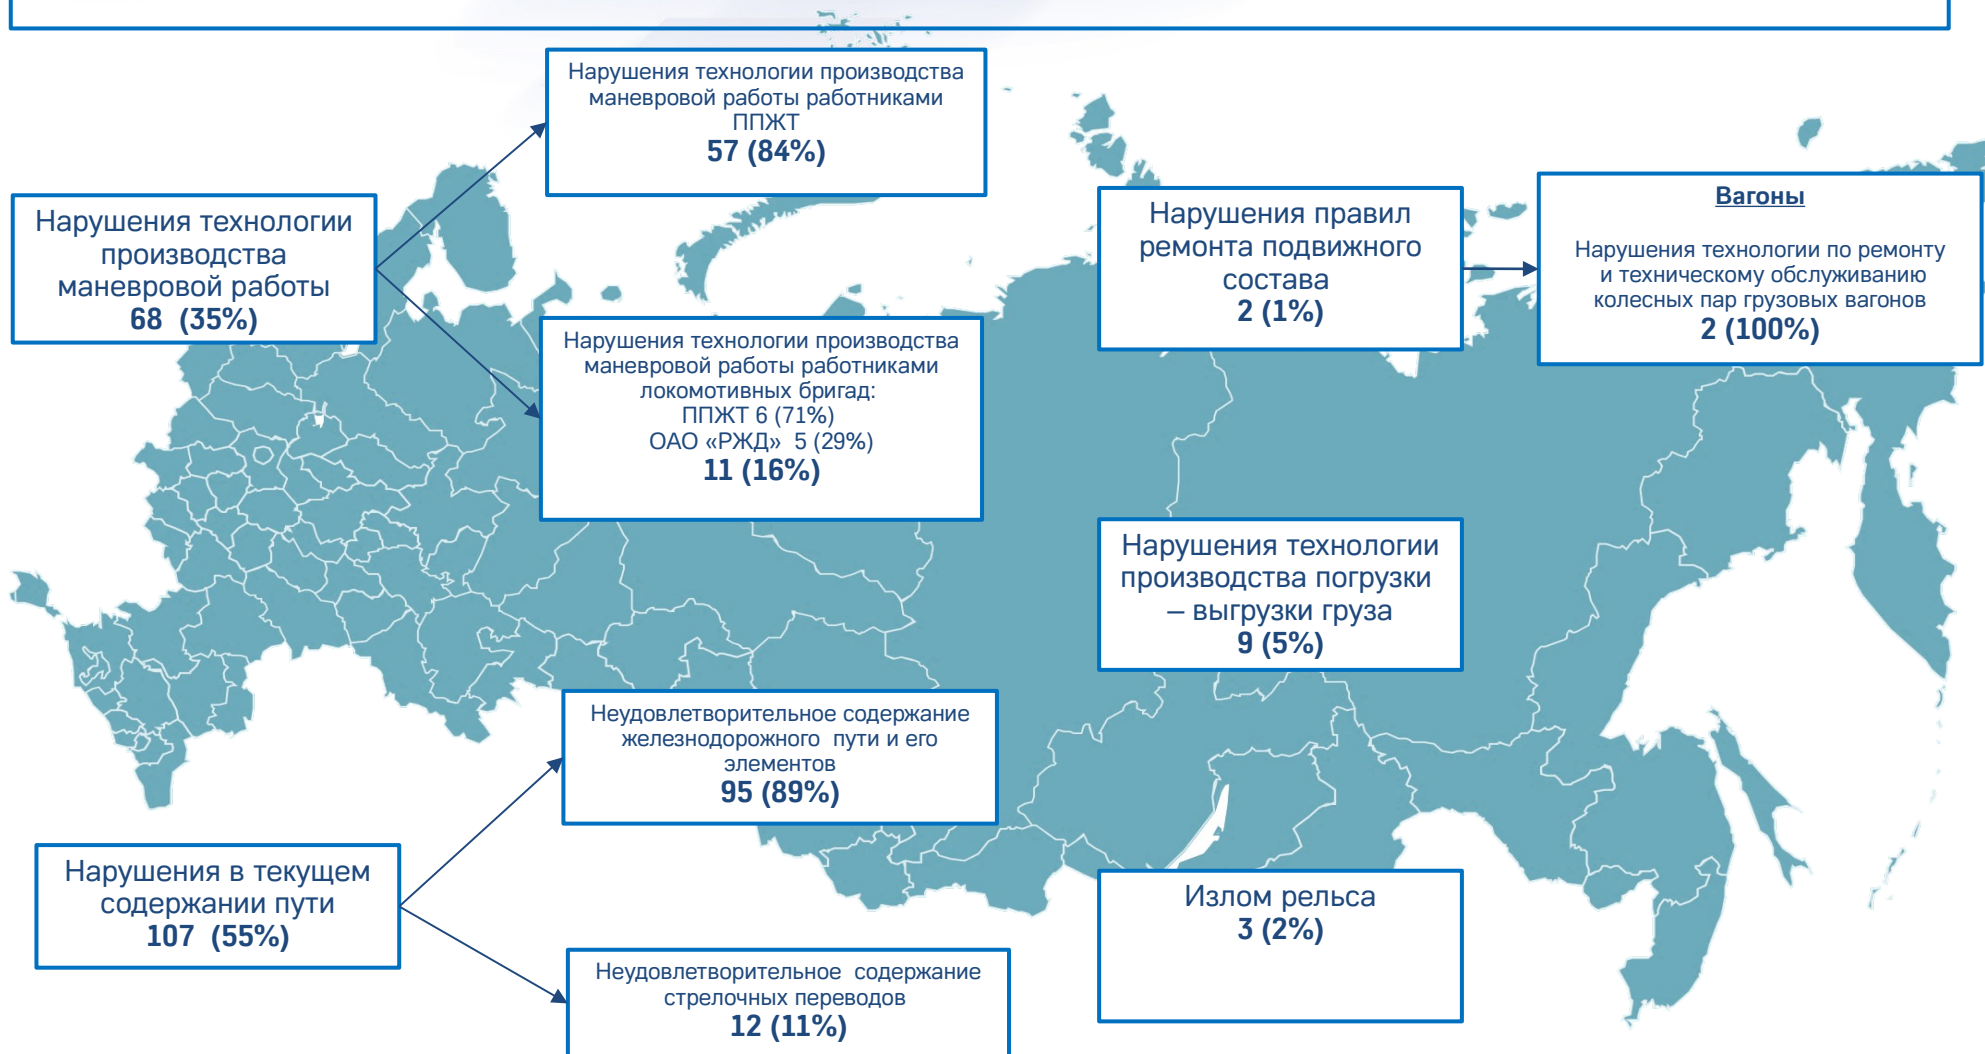 Нарушения технологии производства
маневровой работы работниками
ППЖТ
57 (84%)
Нарушения технологии
производства
маневровой работы
68 (35%)
Нарушения технологии производства
маневровой работы работниками
локомотивных бригад:
ППЖТ 6 (71%)
ОАО «РЖД» 5 (29%)
11 (16%)
Нарушения правил
ремонта подвижного
состава
2 (1%)
Вагоны
Нарушения технологии по ремонту
и техническому обслуживанию
колесных пар грузовых вагонов
2 (100%)
Нарушения технологии
производства погрузки
– выгрузки груза
9 (5%)
Неудовлетворительное содержание
железнодорожного пути и его
элементов
95 (89%)
Нарушения в текущем
содержании пути
107 (55%)
Неудовлетворительное содержание
стрелочных переводов
12 (11%)
Излом рельса
3 (2%)